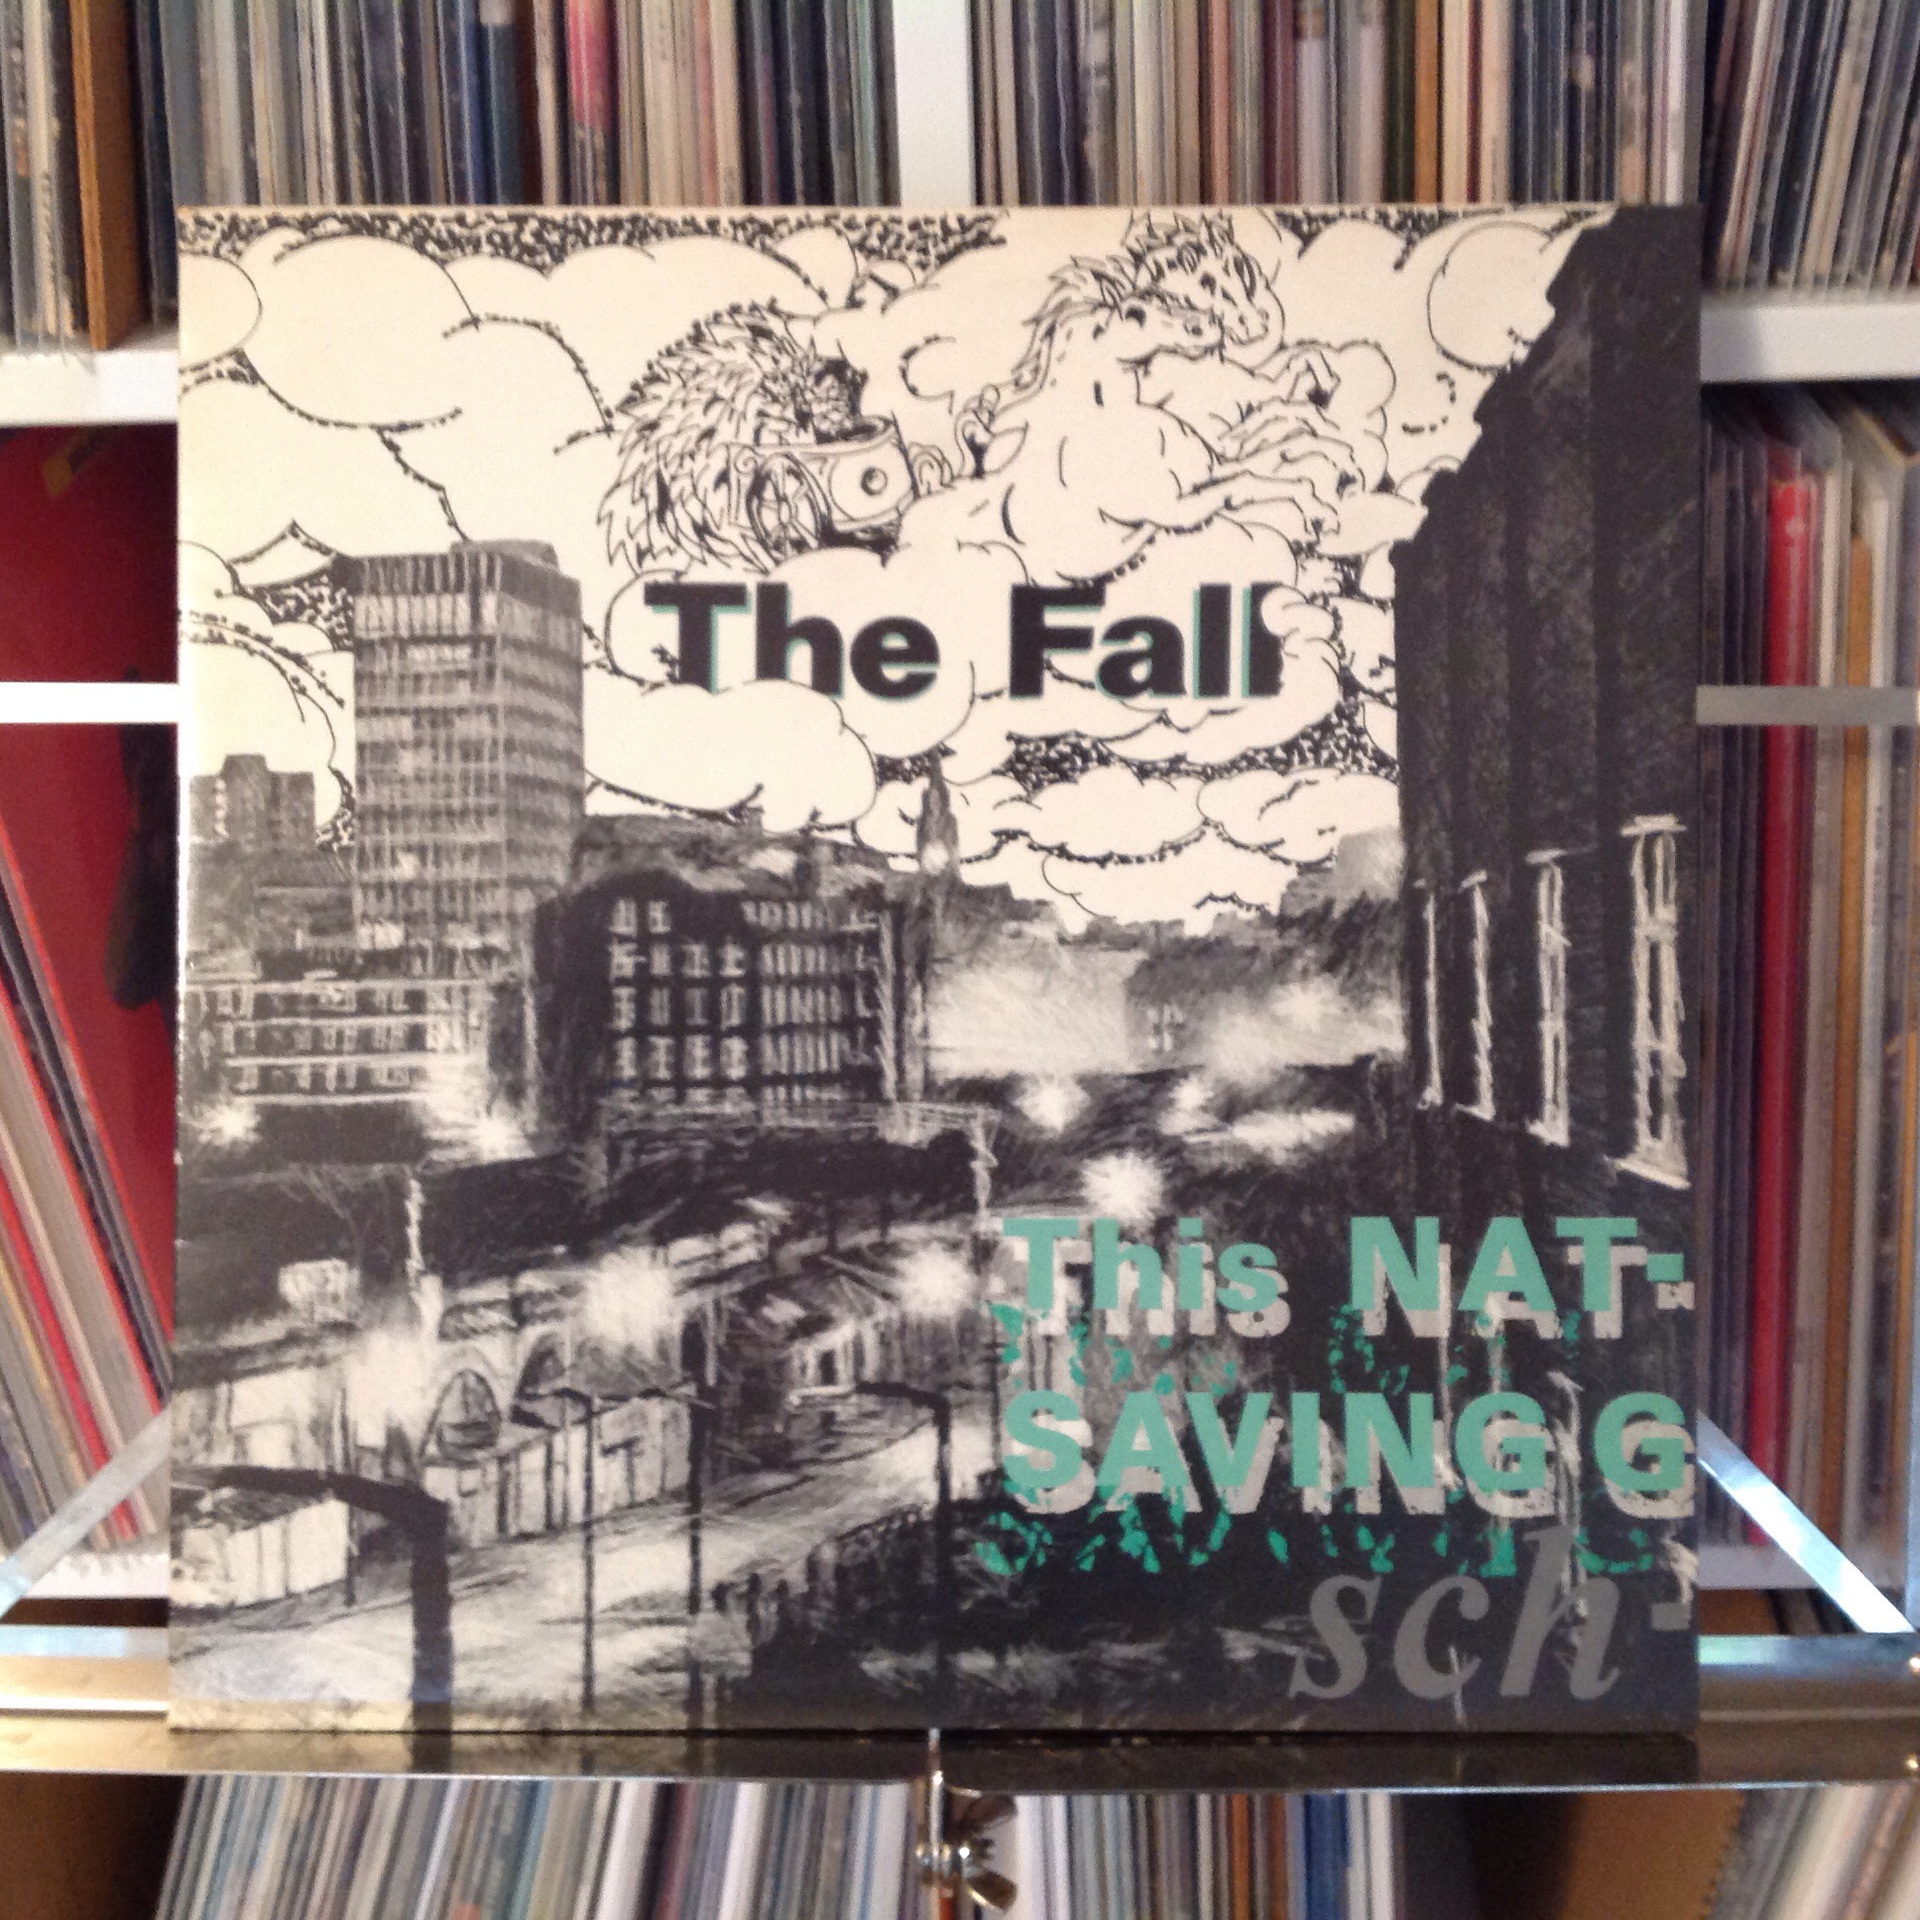 The Fall
This NAT-
SAVING G
sch